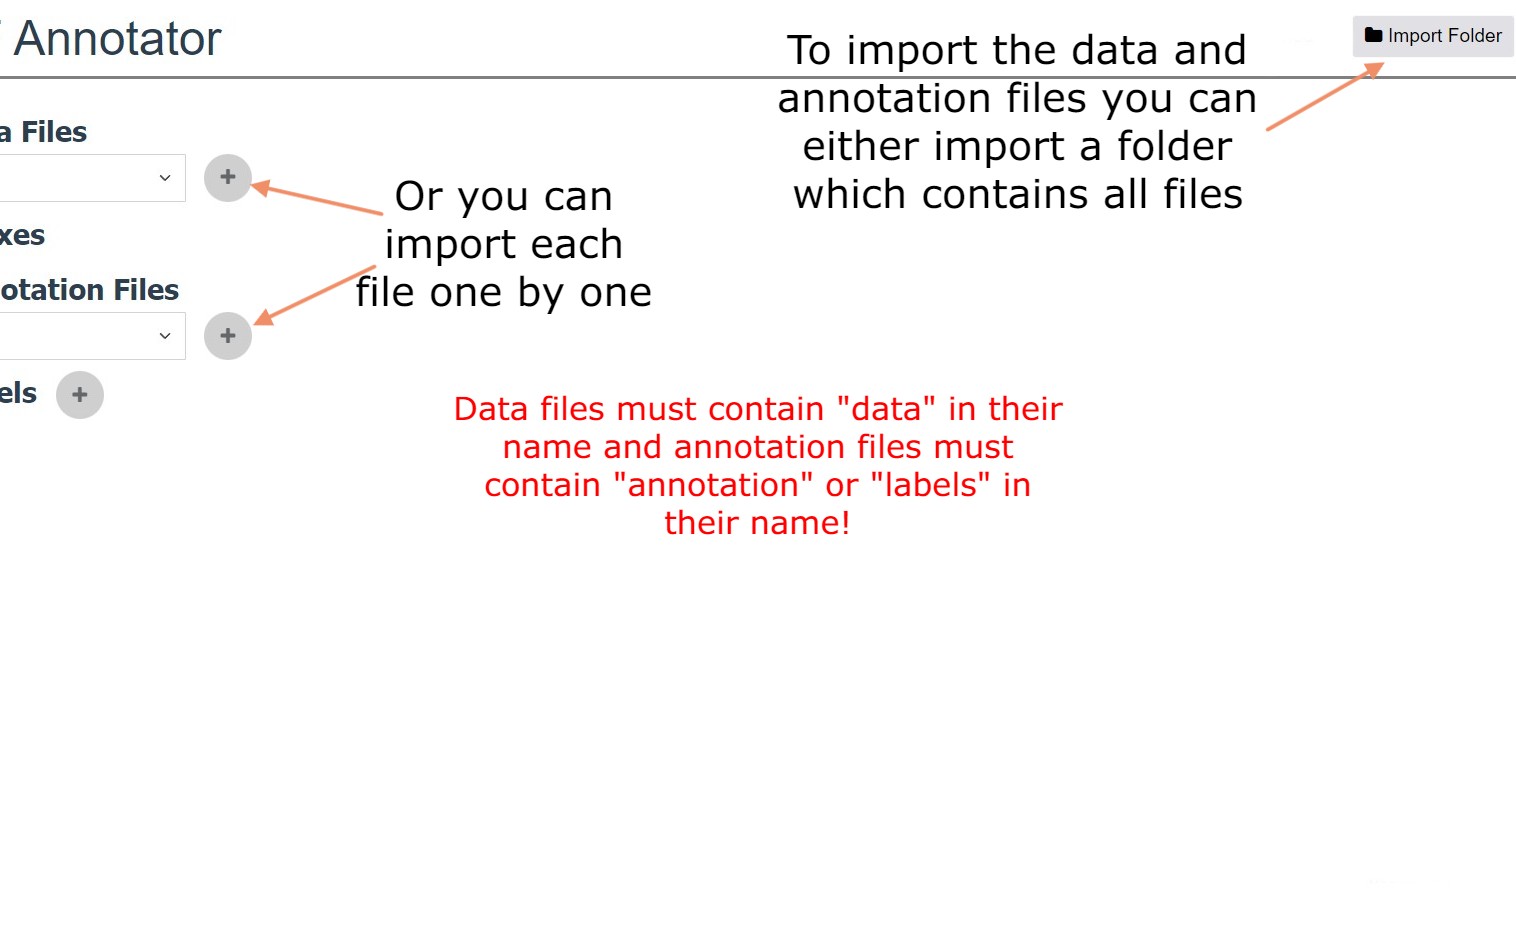 Annotator
Import Folder
To import the data and
annotation files you can
either import a folder
which contains all files
a Files
Or you can
import each
file one by one
xes
otation Files
els
Data files must contain "data" in their
name and annotation files must
contain "annotation" or "labels" in
their name!